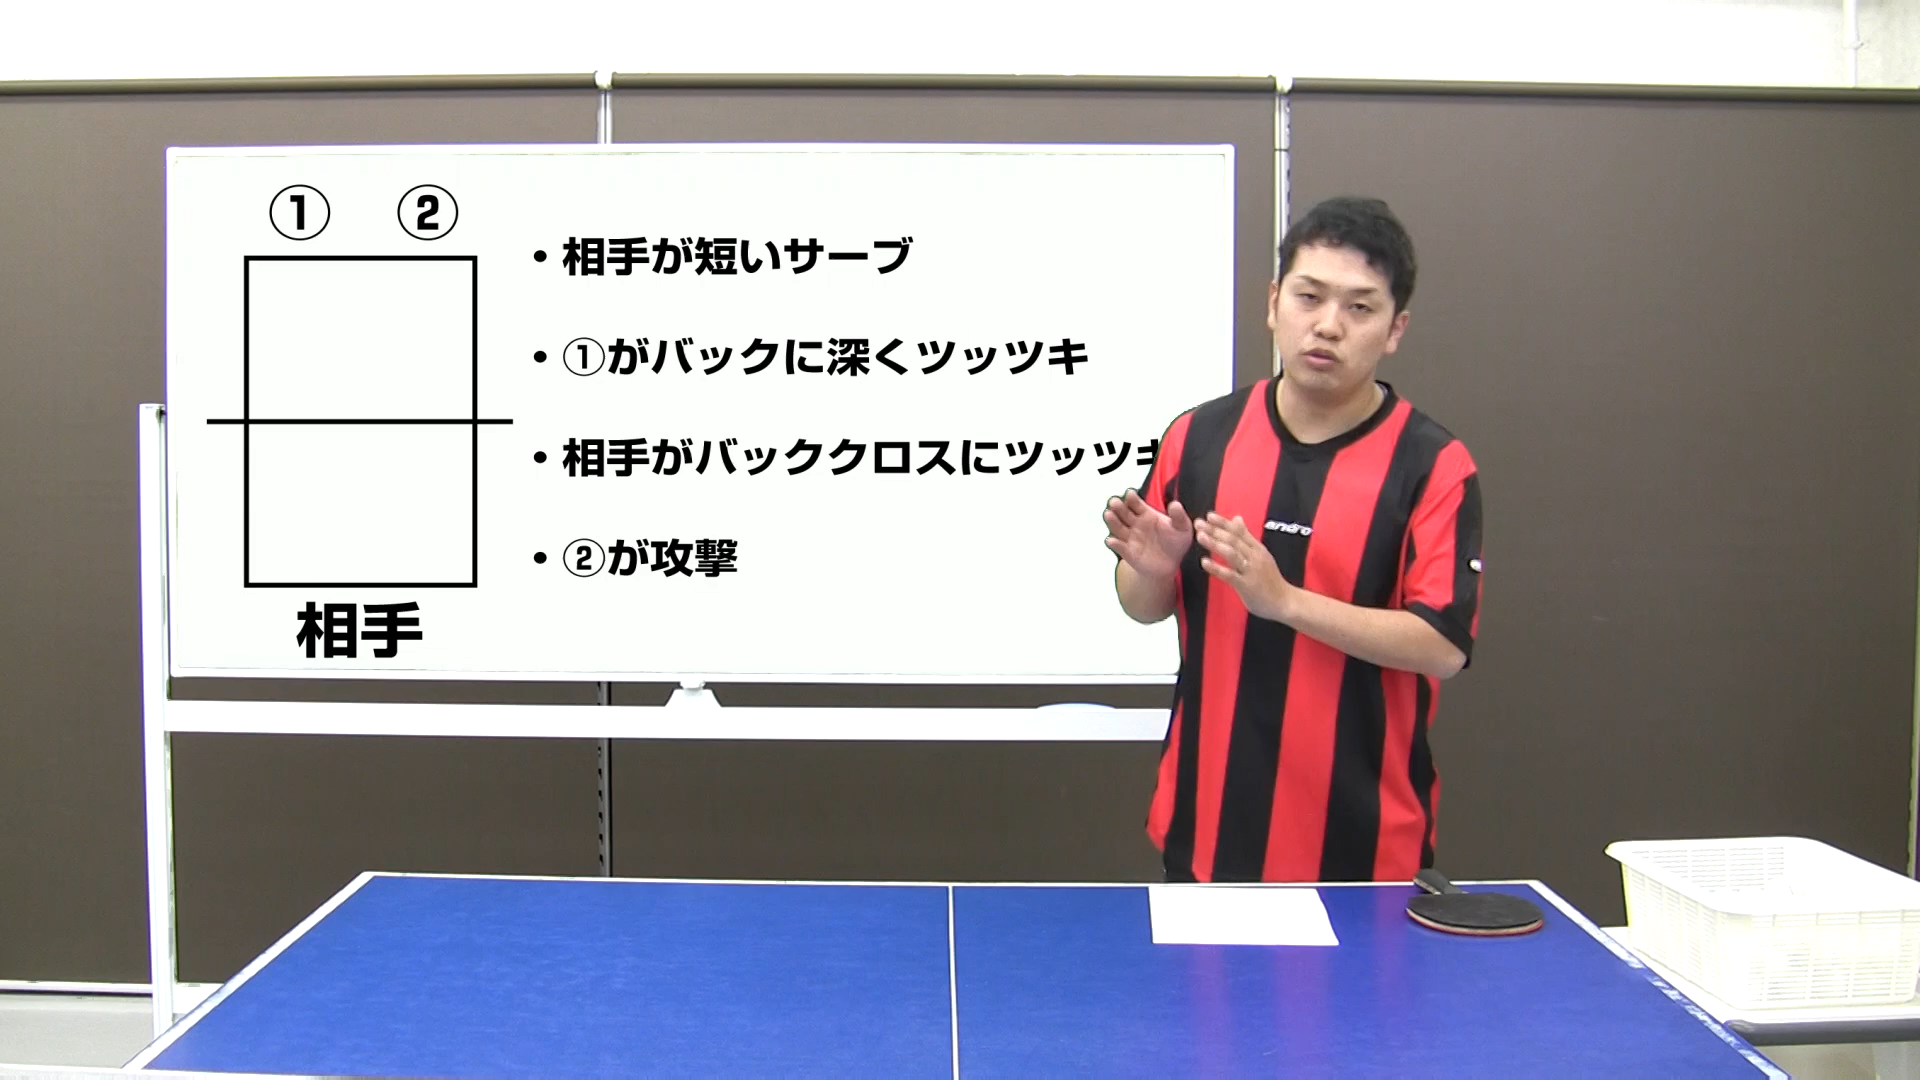 ① ②
・相手が短いサーブ
・①がバックに深くツッツキ
・相手がバッククロスにツッツキ
・②が攻撃
相手
andro